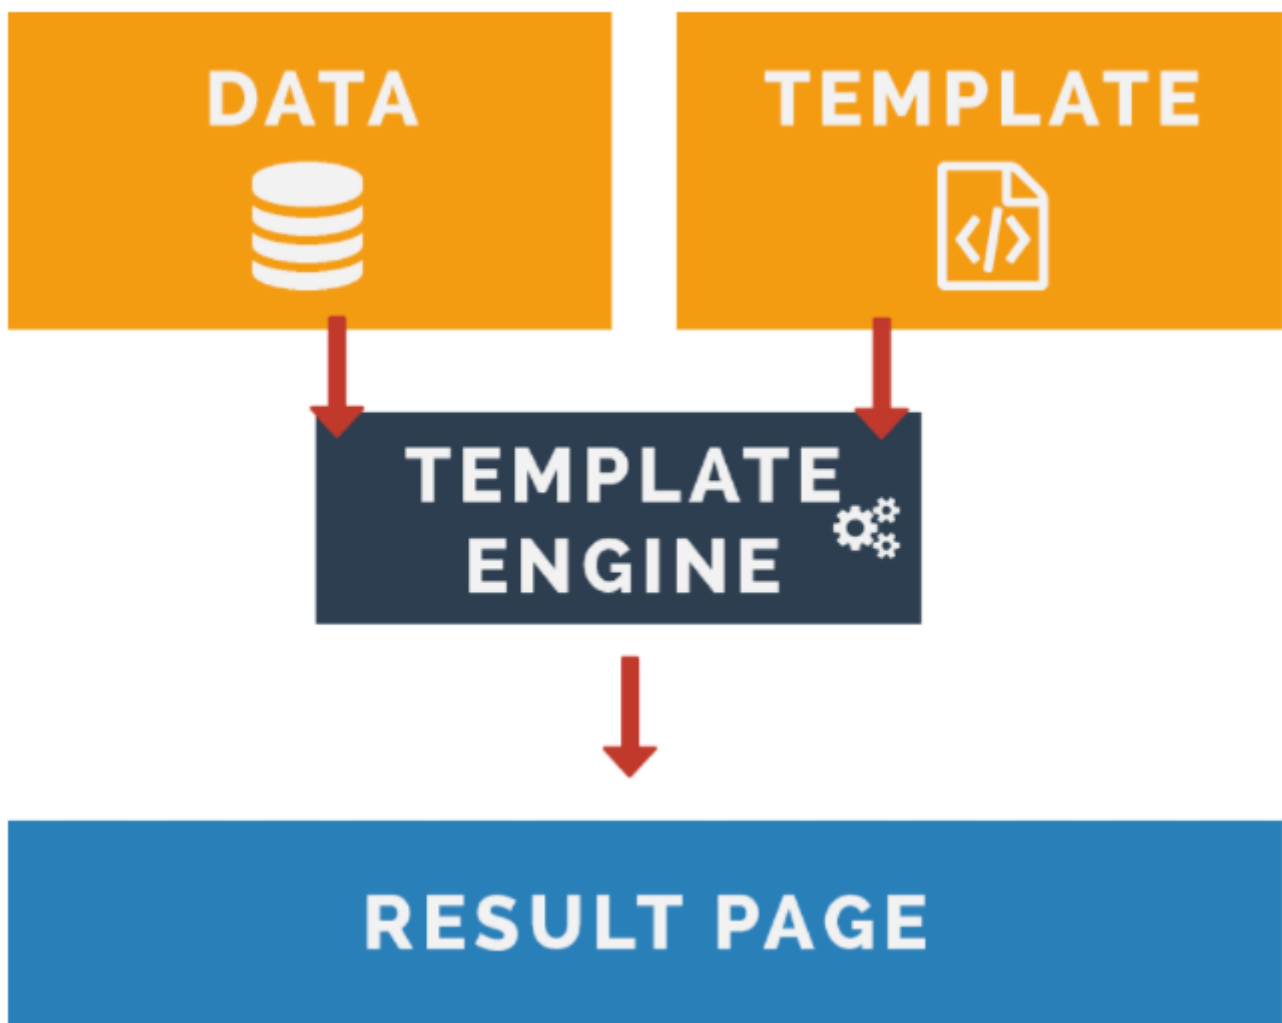 DATA
TEMPLATE
</>
TEMPLATE
ENGINE
RESULT PAGE